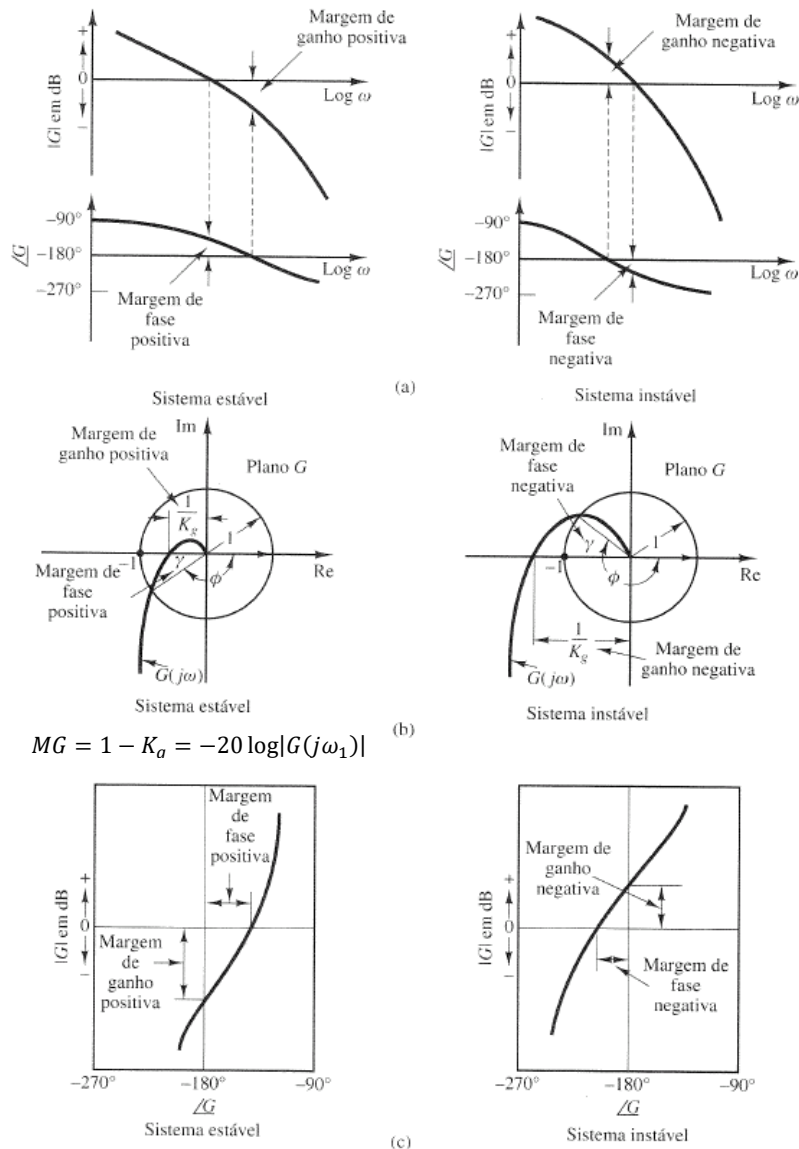 Margem de
ganho positiva
+
0
−
|G| em dB
Log ω
−90°
−180°
−270°
∠G
Log ω
Margem de
fase
positiva
Sistema estável
Margem de
ganho negativa
+
0
−
|G| em dB
Log ω
−90°
−180°
−270°
∠G
Log ω
Margem de
fase
negativa
Sistema instável
(a)
Margem de
ganho positiva
Im
Plano G
1/K_g
1
−1
γ
ϕ
Re
Margem de
fase
positiva
G(jω)
Sistema estável
Margem de
fase
negativa
Im
Plano G
1
γ
−1
ϕ
Re
1/K_g
Margem de
ganho negativa
G(jω)
Sistema instável
(b)
MG = 1 − K_g = −20 log|G(jω₁)|
Margem
de
fase
positiva
|G| em dB
+
0
−
Margem
de
ganho
positiva
−270°
−180°
−90°
∠G
Sistema estável
Margem
de
ganho
negativa
|G| em dB
+
0
−
Margem de
fase
negativa
−270°
−180°
−90°
∠G
Sistema instável
(c)